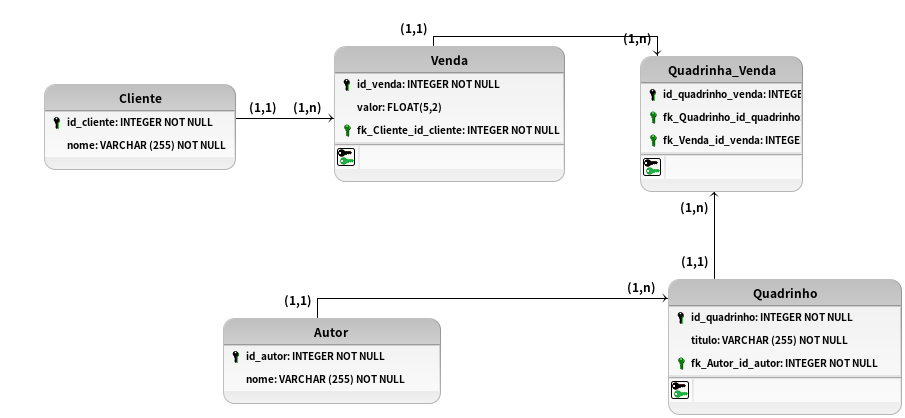 (1,1)
(1,n)
Venda
id_venda: INTEGER NOT NULL
valor: FLOAT(5,2)
fk_Cliente_id_cliente: INTEGER NOT NULL
Quadrinha_Venda
id_quadrinho_venda: INTEGE
fk_Quadrinho_id_quadrinho
fk_Venda_id_venda: INTEGE
Cliente
id_cliente: INTEGER NOT NULL
nome: VARCHAR (255) NOT NULL
(1,1)
(1,n)
(1,n)
(1,1)
(1,1)
(1,n)
Quadrinho
id_quadrinho: INTEGER NOT NULL
titulo: VARCHAR (255) NOT NULL
fk_Autor_id_autor: INTEGER NOT NULL
Autor
id_autor: INTEGER NOT NULL
nome: VARCHAR (255) NOT NULL